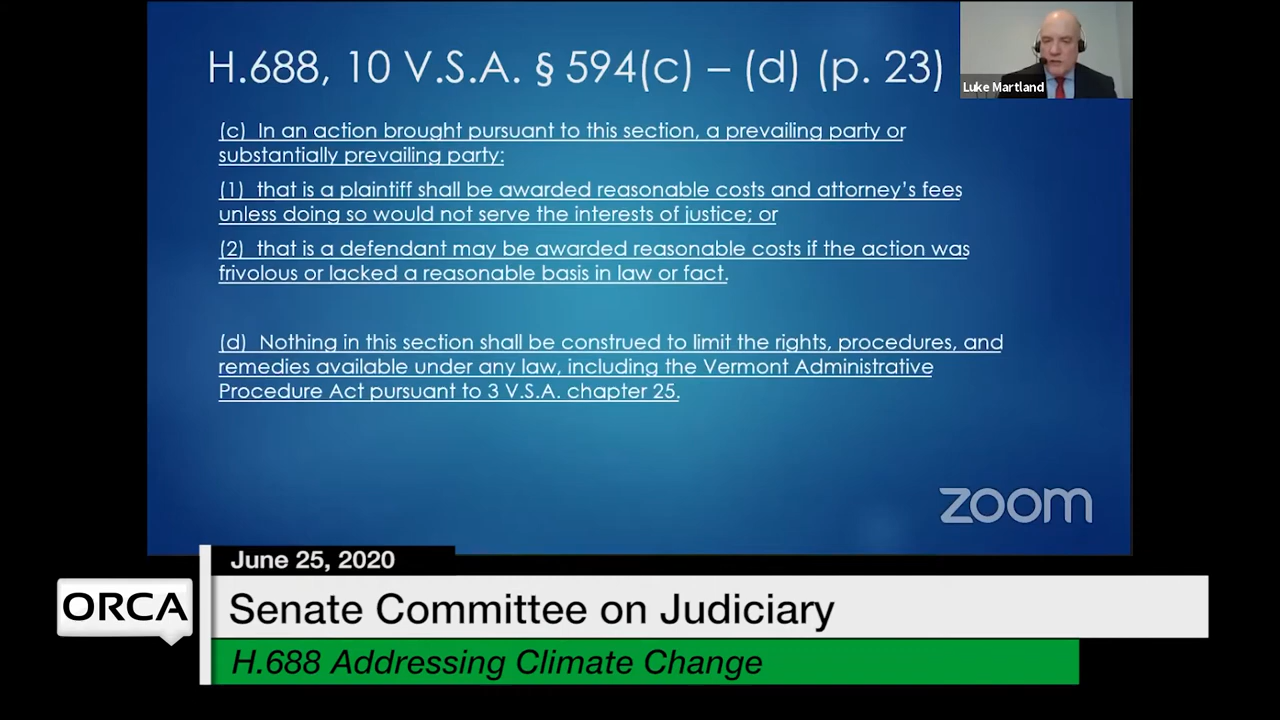 H.688, 10 V.S.A. § 594(c) – (d) (p. 23)
Luke Martland
(c) In an action brought pursuant to this section, a prevailing party or
substantially prevailing party:
(1) that is a plaintiff shall be awarded reasonable costs and attorney’s fees
unless doing so would not serve the interests of justice; or
(2) that is a defendant may be awarded reasonable costs if the action was
frivolous or lacked a reasonable basis in law or fact.
(d) Nothing in this section shall be construed to limit the rights, procedures, and
remedies available under any law, including the Vermont Administrative
Procedure Act pursuant to 3 V.S.A. chapter 25.
zoom
June 25, 2020
ORCA
Senate Committee on Judiciary
H.688 Addressing Climate Change